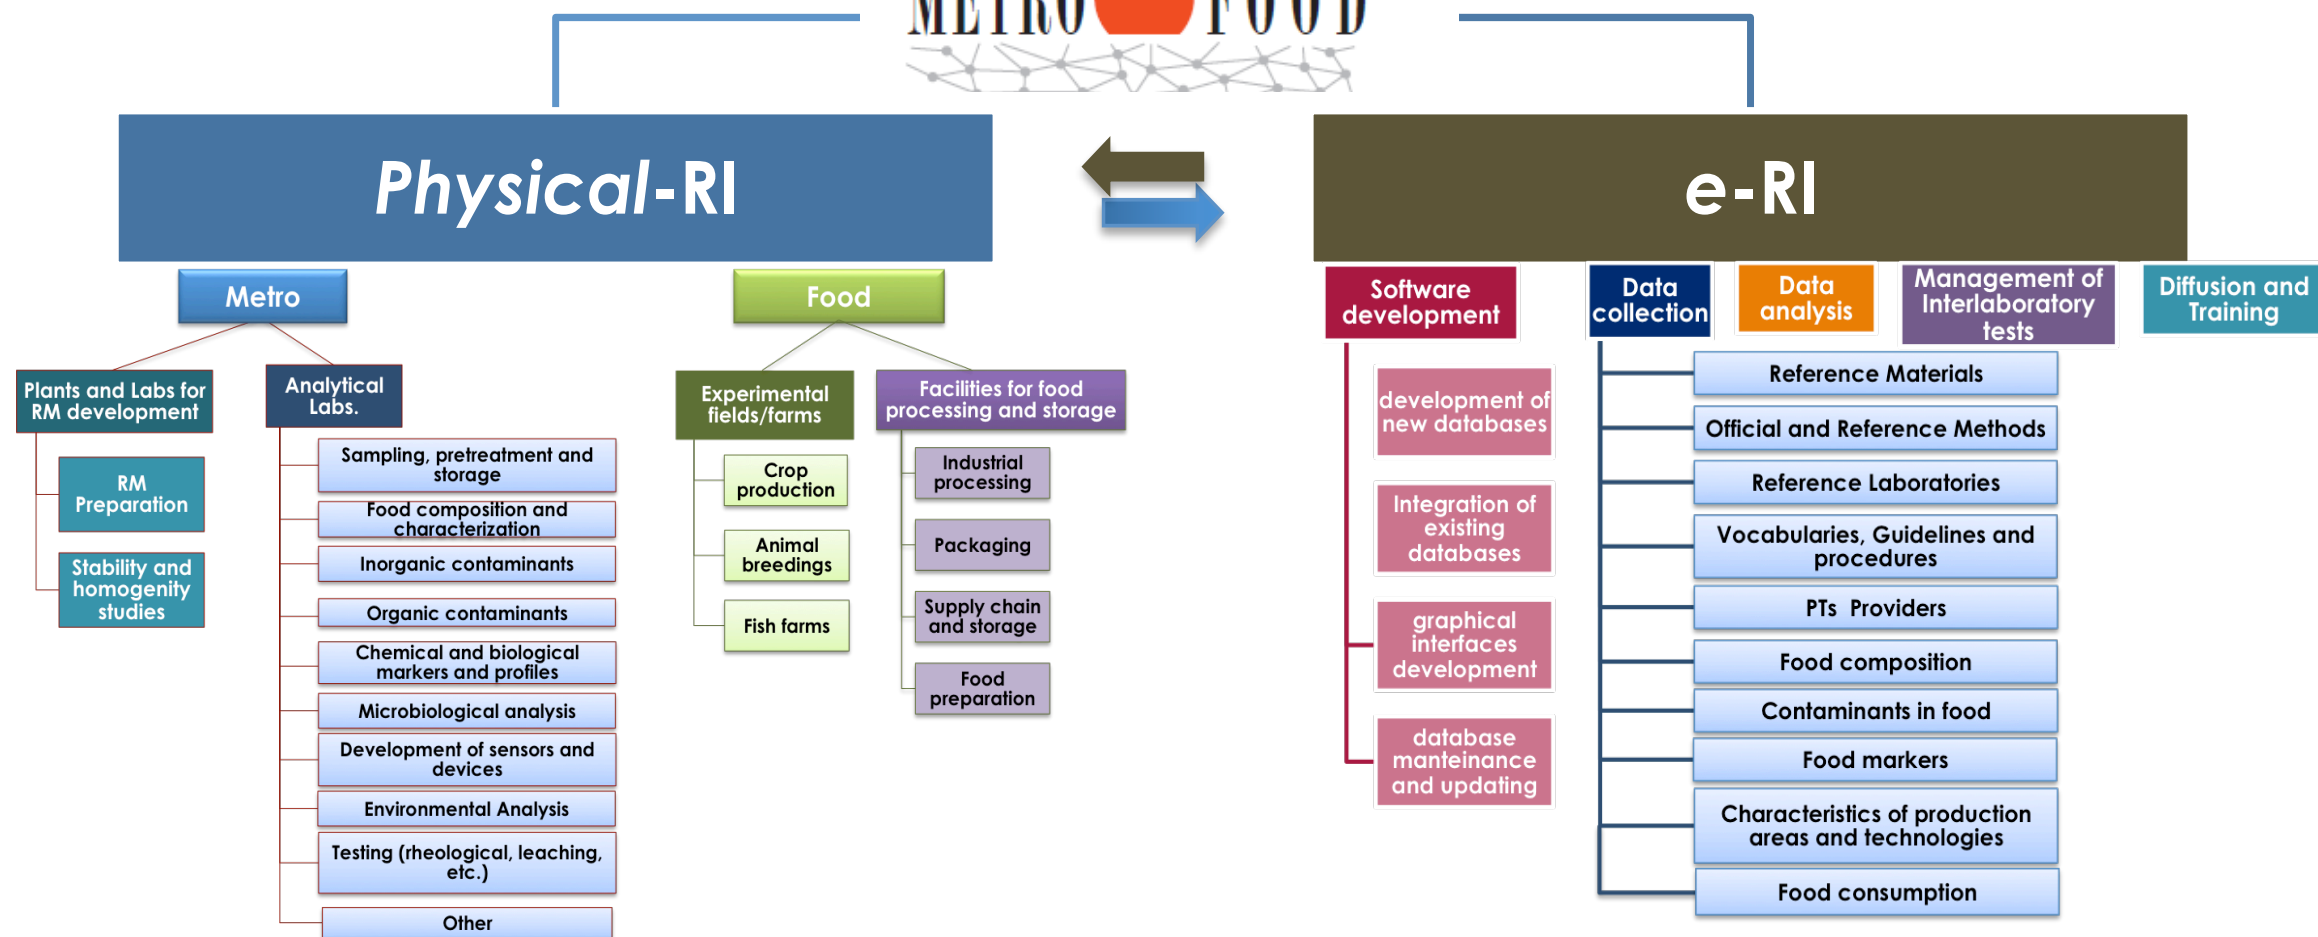 METRO FOOD
Physical-RI
e-RI
Metro
Food
Plants and Labs for
RM development
RM
Preparation
Stability and
homogenity
studies
Analytical
Labs.
Sampling, pretreatment and
storage
Food composition and
characterization
Inorganic contaminants
Organic contaminants
Chemical and biological
markers and profiles
Microbiological analysis
Development of sensors and
devices
Environmental Analysis
Testing (rheological, leaching,
etc.)
Other
Experimental
fields/farms
Crop
production
Animal
breedings
Fish farms
Facilities for food
processing and storage
Industrial
processing
Packaging
Supply chain
and storage
Food
preparation
Software
development
development of
new databases
Integration of
existing
databases
graphical
interfaces
development
database
manteinance
and updating
Data
collection
Reference Materials
Official and Reference Methods
Reference Laboratories
Vocabularies, Guidelines and
procedures
PTs Providers
Food composition
Contaminants in food
Food markers
Characteristics of production
areas and technologies
Food consumption
Data
analysis
Management of
Interlaboratory
tests
Diffusion and
Training